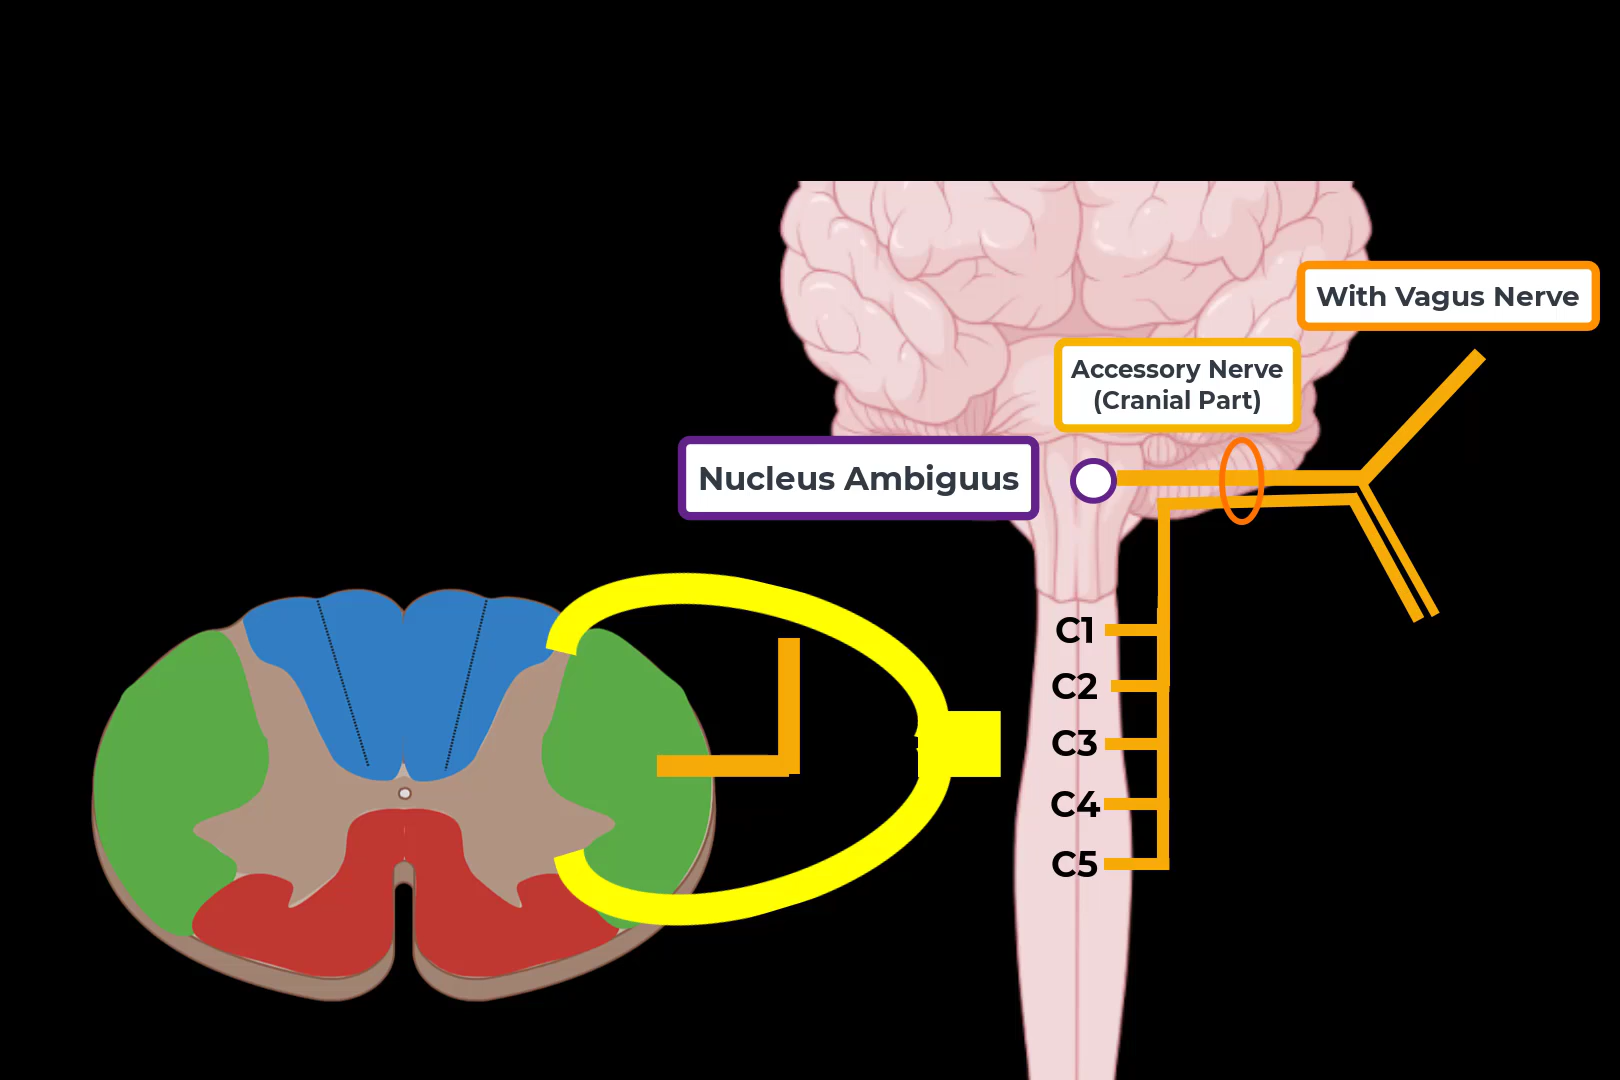 With Vagus Nerve
Accessory Nerve
(Cranial Part)
Nucleus Ambiguus
C1
C2
C3
C4
C5